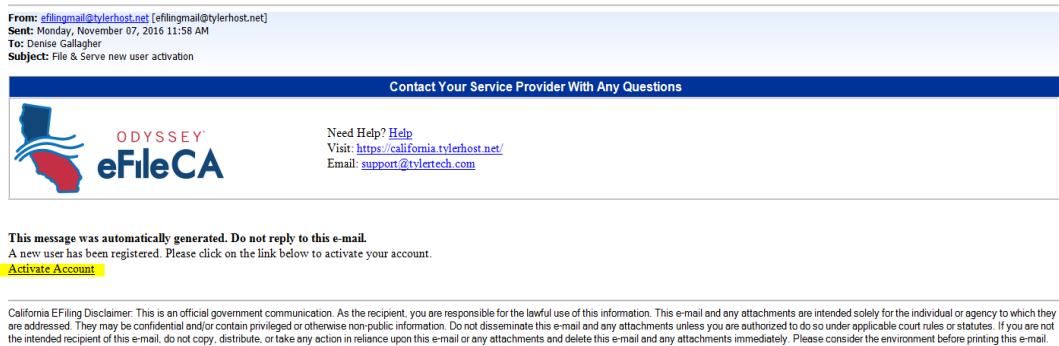 From: efilingmail@tylerhost.net [efilingmail@tylerhost.net]
Sent: Monday, November 07, 2016 11:58 AM
To: Denise Gallagher
Subject: File & Serve new user activation
Contact Your Service Provider With Any Questions
ODYSSEY
eFileCA
Need Help? Help
Visit: https://california.tylerhost.net/
Email: support@tylertech.com
This message was automatically generated. Do not reply to this e-mail.
A new user has been registered. Please click on the link below to activate your account.
Activate Account
California EFiling Disclaimer: This is an official government communication. As the recipient, you are responsible for the lawful use of this information. This e-mail and any attachments are intended solely for the individual or agency to which they
are addressed. They may be confidential and/or contain privileged or otherwise non-public information. Do not disseminate this e-mail and any attachments unless you are authorized to do so under applicable court rules or statutes. If you are not
the intended recipient of this e-mail, do not copy, distribute, or take any action in reliance upon this e-mail or any attachments and delete this e-mail and any attachments immediately. Please consider the environment before printing this e-mail.